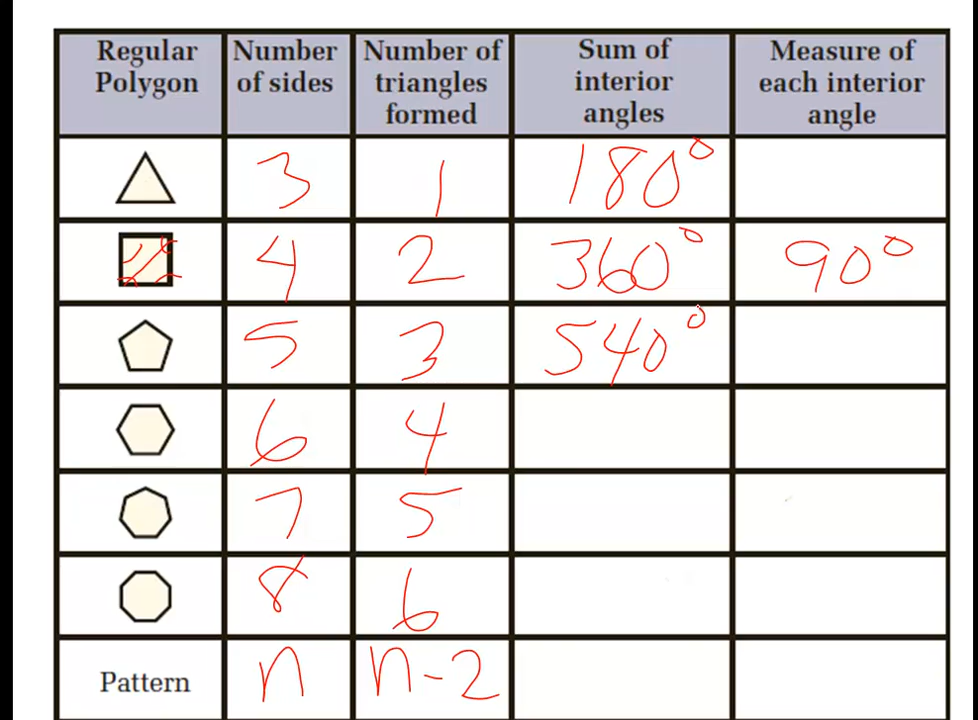 Regular Polygon Number of sides Number of triangles formed Sum of interior angles Measure of each interior angle
3 1 180°
4 2 360° 90°
5 3 540°
6 4
7 5
8 6
Pattern n n-2